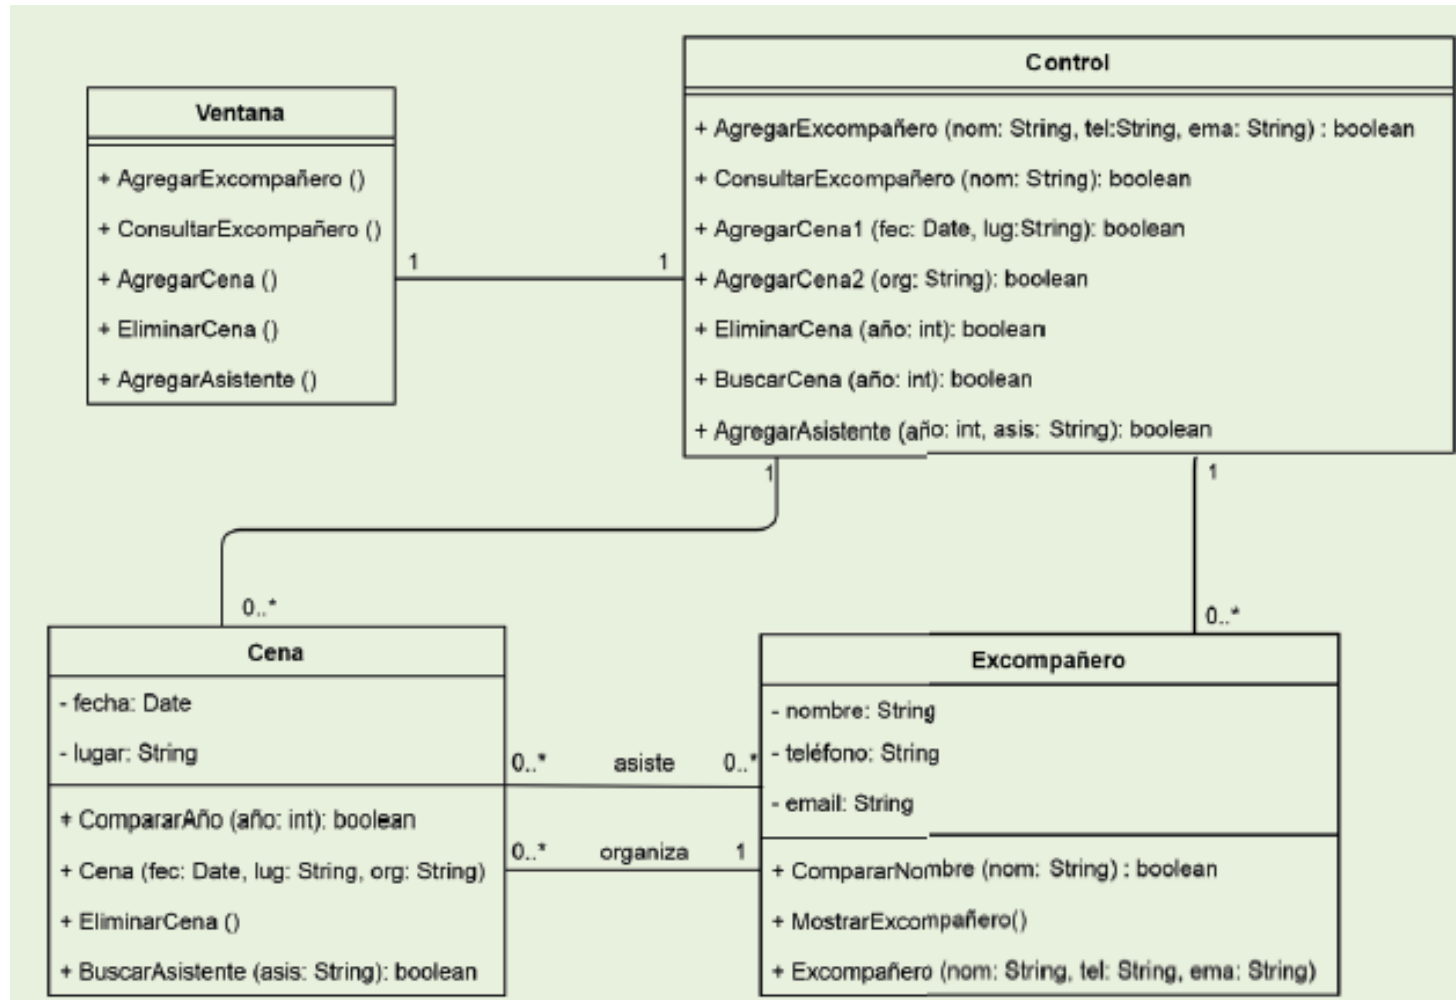 Ventana
+ AgregarExcompañero ()
+ ConsultarExcompañero ()
+ AgregarCena ()
+ EliminarCena ()
+ AgregarAsistente ()
1
1
Control
+ AgregarExcompañero (nom: String, tel:String, ema: String) : boolean
+ ConsultarExcompañero (nom: String): boolean
+ AgregarCena1 (fec: Date, lug:String): boolean
+ AgregarCena2 (org: String): boolean
+ EliminarCena (año: int): boolean
+ BuscarCena (año: int): boolean
+ AgregarAsistente (año: int, asis: String): boolean
1
1
0..*
0..*
Cena
- fecha: Date
- lugar: String
+ CompararAño (año: int): boolean
+ Cena (fec: Date, lug: String, org: String)
+ EliminarCena ()
+ BuscarAsistente (asis: String): boolean
0..* asiste 0..*
0..* organiza 1
Excompañero
- nombre: String
- teléfono: String
- email: String
+ CompararNombre (nom: String) : boolean
+ MostrarExcompañero()
+ Excompañero (nom: String, tel: String, ema: String)